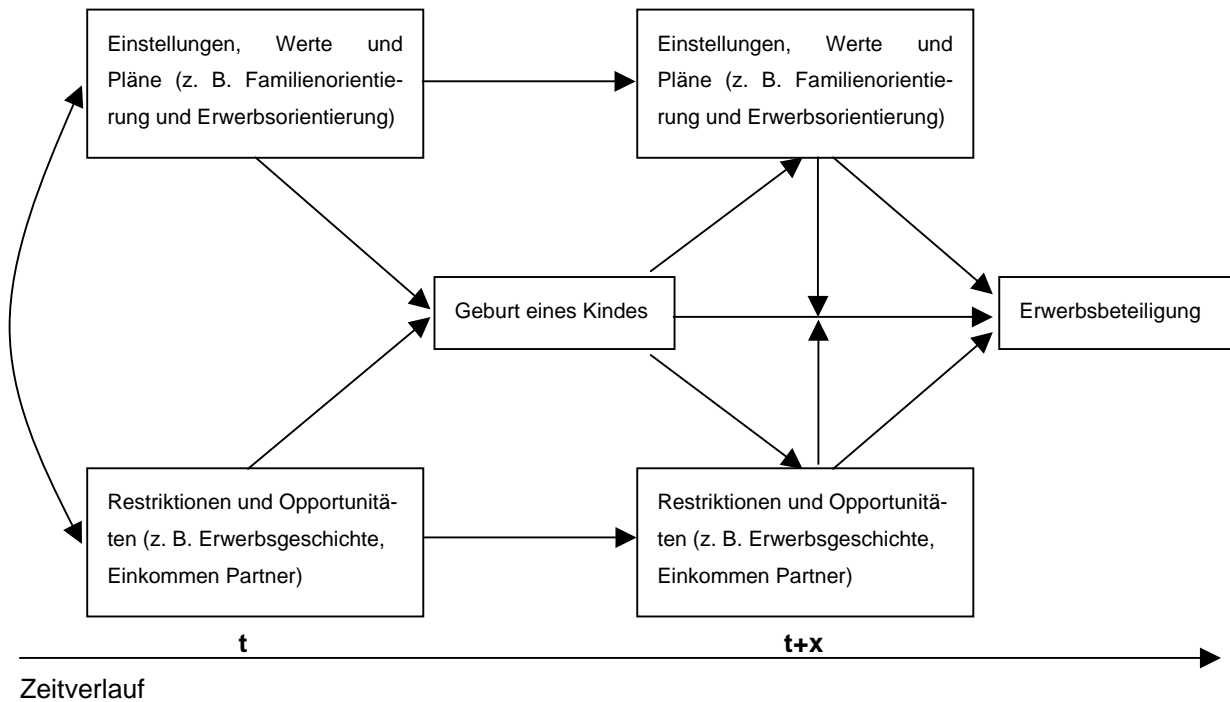 Einstellungen, Werte und
Pläne (z. B. Familienorientie-
rung und Erwerbsorientierung)
Einstellungen, Werte und
Pläne (z. B. Familienorientie-
rung und Erwerbsorientierung)
Geburt eines Kindes
Erwerbsbeteiligung
Restriktionen und Opportunitä-
ten (z. B. Erwerbsgeschichte,
Einkommen Partner)
Restriktionen und Opportunitä-
ten (z. B. Erwerbsgeschichte,
Einkommen Partner)
t
t+x
Zeitverlauf